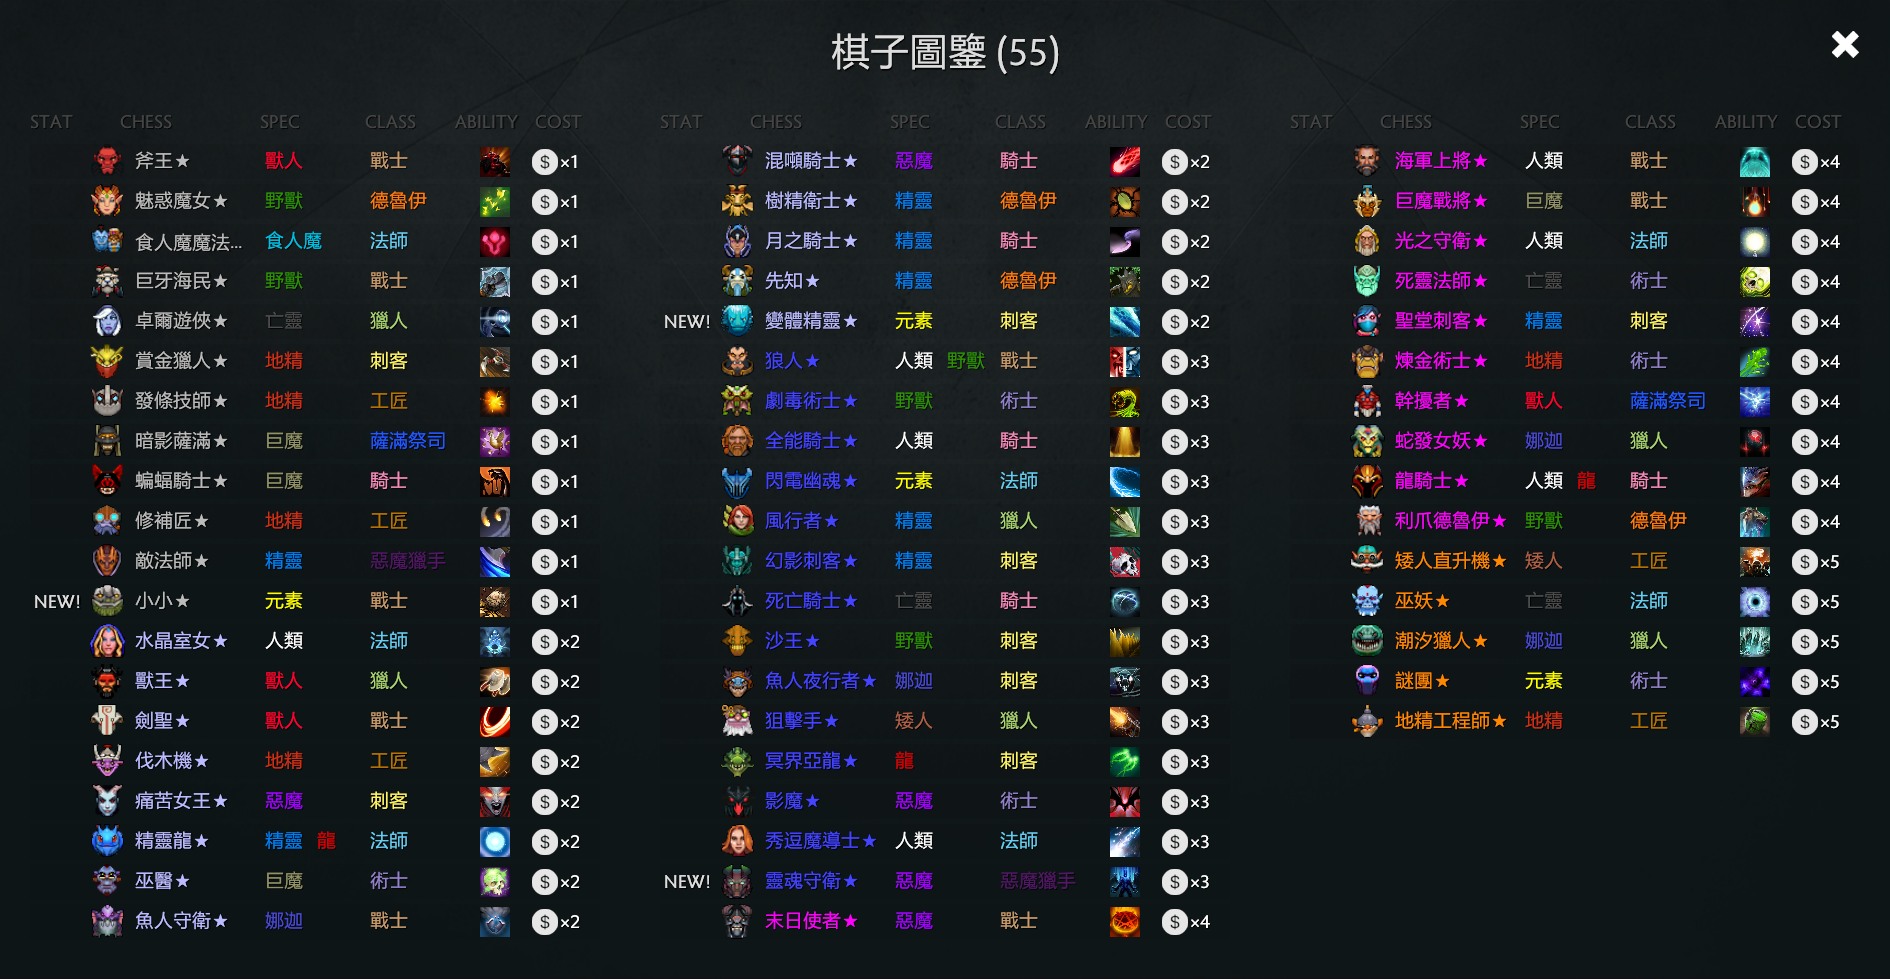 棋子圖鑒 (55)
STAT CHESS SPEC CLASS ABILITY COST
斧王★ 獸人 戰士 $×1
魅惑魔女★ 野獸 德魯伊 $×1
食人魔魔法... 食人魔 法師 $×1
巨牙海民★ 野獸 戰士 $×1
卓爾遊俠★ 亡靈 獵人 $×1
賞金獵人★ 地精 刺客 $×1
發條技師★ 地精 工匠 $×1
暗影薩滿★ 巨魔 薩滿祭司 $×1
蝙蝠騎士★ 巨魔 騎士 $×1
修補匠★ 地精 工匠 $×1
敵法師★ 精靈 惡魔獵手 $×1
NEW! 小小★ 元素 戰士 $×1
水晶室女★ 人類 法師 $×2
獸王★ 獸人 獵人 $×2
劍聖★ 獸人 戰士 $×2
伐木機★ 地精 工匠 $×2
痛苦女王★ 惡魔 刺客 $×2
精靈龍★ 精靈 龍 法師 $×2
巫醫★ 巨魔 術士 $×2
魚人守衛★ 娜迦 戰士 $×2
STAT CHESS SPEC CLASS ABILITY COST
混噸騎士★ 惡魔 騎士 $×2
樹精衛士★ 精靈 德魯伊 $×2
月之騎士★ 精靈 騎士 $×2
先知★ 精靈 德魯伊 $×2
NEW! 變體精靈★ 元素 刺客 $×2
狼人★ 人類 野獸 戰士 $×3
劇毒術士★ 野獸 術士 $×3
全能騎士★ 人類 騎士 $×3
閃電幽魂★ 元素 法師 $×3
風行者★ 精靈 獵人 $×3
幻影刺客★ 精靈 刺客 $×3
死亡騎士★ 亡靈 騎士 $×3
沙王★ 野獸 刺客 $×3
魚人夜行者★ 娜迦 刺客 $×3
狙擊手★ 矮人 獵人 $×3
冥界亞龍★ 龍 刺客 $×3
影魔★ 惡魔 術士 $×3
秀逗魔導士★ 人類 法師 $×3
NEW! 靈魂守衛★ 惡魔 惡魔獵手 $×3
末日使者★ 惡魔 戰士 $×4
STAT CHESS SPEC CLASS ABILITY COST
海軍上將★ 人類 戰士 $×4
巨魔戰將★ 巨魔 戰士 $×4
光之守衛★ 人類 法師 $×4
死靈法師★ 亡靈 術士 $×4
聖堂刺客★ 精靈 刺客 $×4
煉金術士★ 地精 術士 $×4
幹擾者★ 獸人 薩滿祭司 $×4
蛇發女妖★ 娜迦 獵人 $×4
龍騎士★ 人類 龍 騎士 $×4
利爪德魯伊★ 野獸 德魯伊 $×4
矮人直升機★ 矮人 工匠 $×5
巫妖★ 亡靈 法師 $×5
潮汐獵人★ 娜迦 獵人 $×5
謎團★ 元素 術士 $×5
地精工程師★ 地精 工匠 $×5